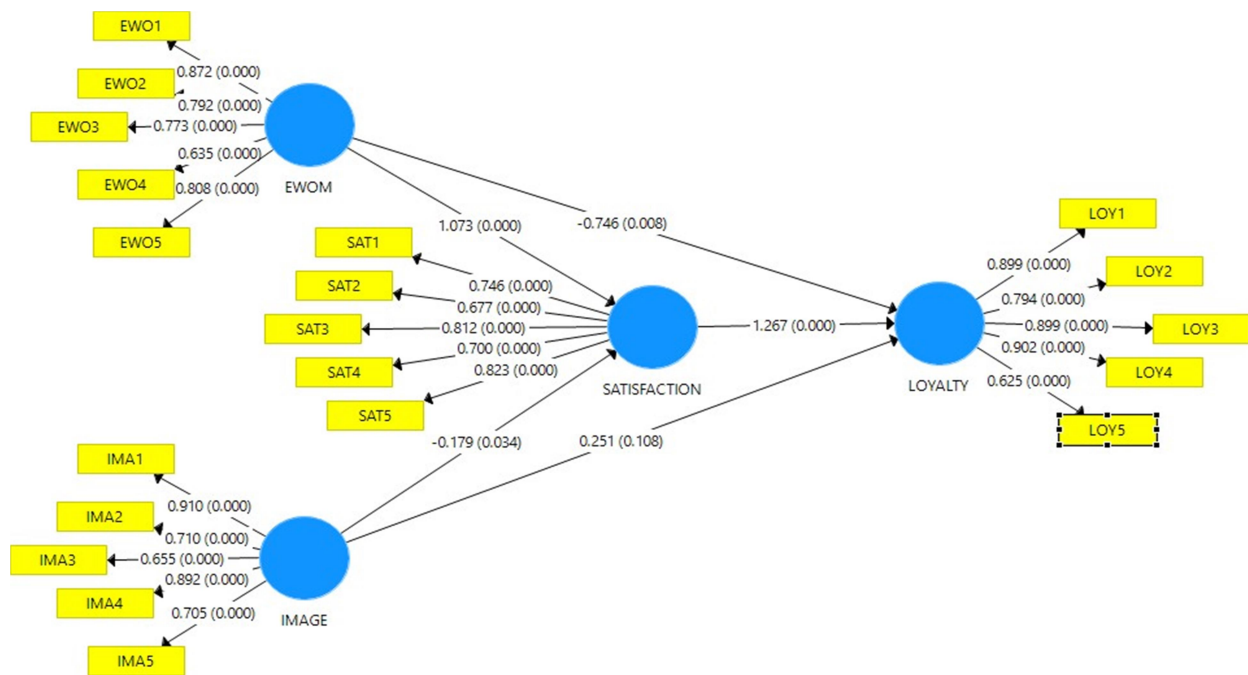 EWO1
0.872 (0.000)
EWO2
0.792 (0.000)
EWO3
0.773 (0.000)
0.635 (0.000)
EWO4
0.808 (0.000)
EWOM
EWO5
-0.746 (0.008)
1.073 (0.000)
SAT1
0.746 (0.000)
SAT2
0.677 (0.000)
SAT3
0.812 (0.000)
0.700 (0.000)
SAT4
0.823 (0.000)
SAT5
SATISFACTION
1.267 (0.000)
LOY1
0.899 (0.000)
LOY2
0.794 (0.000)
0.899 (0.000)
LOY3
0.902 (0.000)
LOY4
0.625 (0.000)
LOY5
LOYALTY
-0.179 (0.034)
0.251 (0.108)
IMA1
0.910 (0.000)
IMA2
0.710 (0.000)
IMA3
0.655 (0.000)
0.892 (0.000)
IMA4
0.705 (0.000)
IMAGE
IMA5